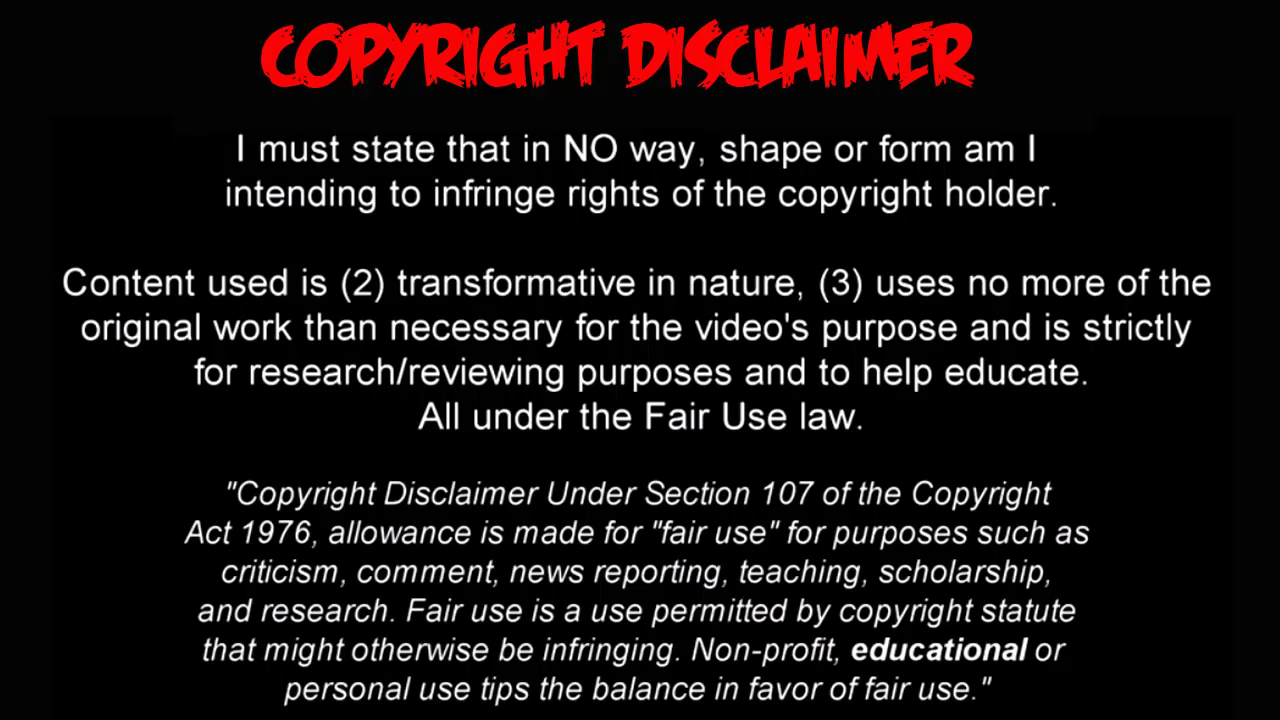 COPYRIGHT DISCLAIMER
I must state that in NO way, shape or form am I
intending to infringe rights of the copyright holder.
Content used is (2) transformative in nature, (3) uses no more of the
original work than necessary for the video's purpose and is strictly
for research/reviewing purposes and to help educate.
All under the Fair Use law.
"Copyright Disclaimer Under Section 107 of the Copyright
Act 1976, allowance is made for "fair use" for purposes such as
criticism, comment, news reporting, teaching, scholarship,
and research. Fair use is a use permitted by copyright statute
that might otherwise be infringing. Non-profit, educational or
personal use tips the balance in favor of fair use."